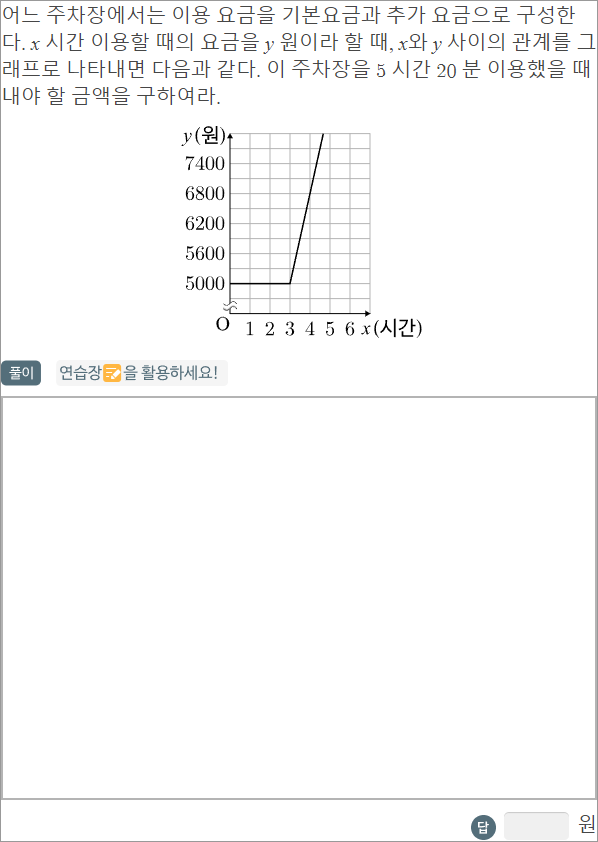 어느 주차장에서는 이용 요금을 기본요금과 추가 요금으로 구성한
다. x 시간 이용할 때의 요금을 y 원이라 할 때, x와 y 사이의 관계를 그
래프로 나타내면 다음과 같다. 이 주차장을 5 시간 20 분 이용했을 때
내야 할 금액을 구하여라.
y(원)
7400
6800
6200
5600
5000
O 1 2 3 4 5 6 x(시간)
풀이 연습장을 활용하세요!
답 원